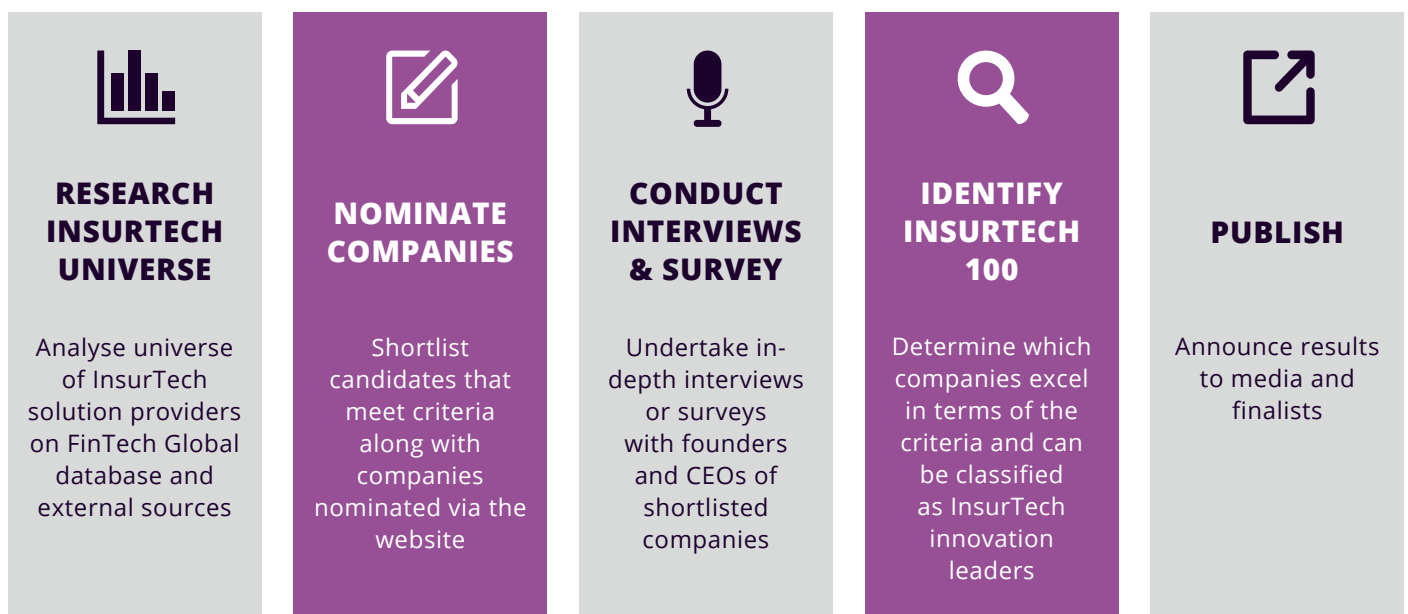 RESEARCH
INSURTECH
UNIVERSE
Analyse universe
of InsurTech
solution providers
on FinTech Global
database and
external sources
NOMINATE
COMPANIES
Shortlist
candidates that
meet criteria
along with
companies
nominated via the
website
CONDUCT
INTERVIEWS
& SURVEY
Undertake in-
depth interviews
or surveys
with founders
and CEOs of
shortlisted
companies
IDENTIFY
INSURTECH
100
Determine which
companies excel
in terms of the
criteria and can
be classified
as InsurTech
innovation
leaders
PUBLISH
Announce results
to media and
finalists